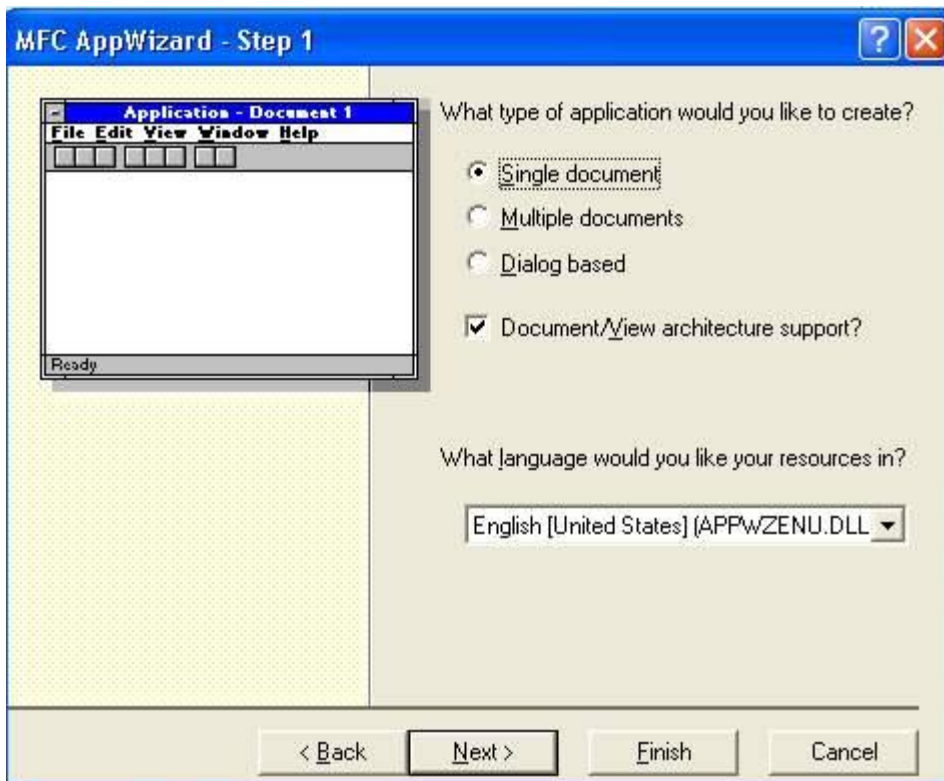 MFC AppWizard - Step 1
Application - Document 1
File Edit View Window Help
Ready
What type of application would you like to create?
Single document
Multiple documents
Dialog based
Document/View architecture support?
What language would you like your resources in?
English [United States] (APPWZENU.DLL
< Back Next > Finish Cancel